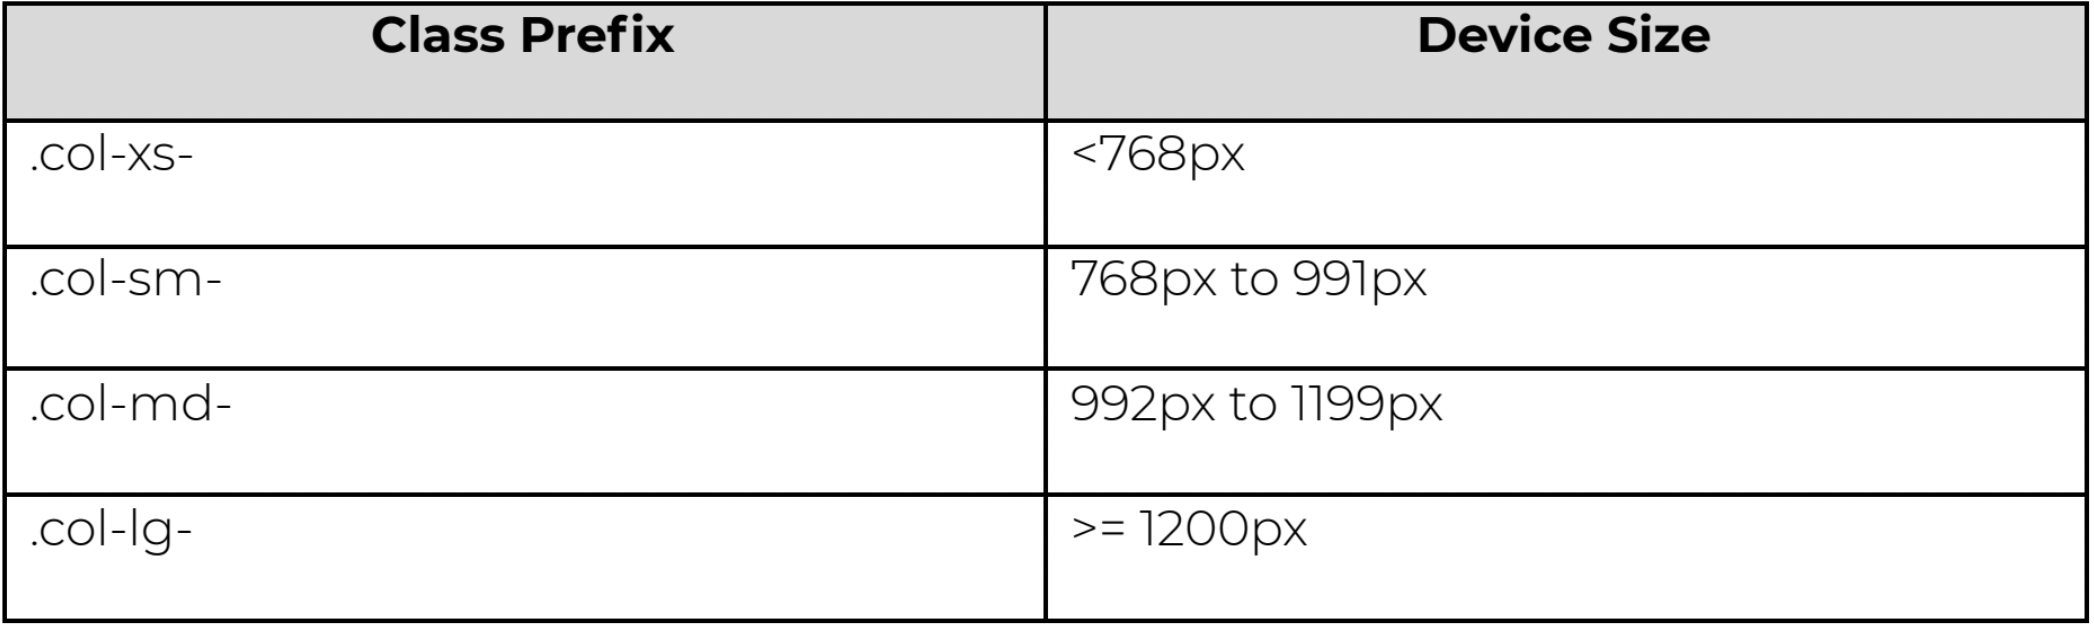 Class Prefix Device Size
.col-xs- <768px
.col-sm- 768px to 991px
.col-md- 992px to 1199px
.col-lg- >= 1200px